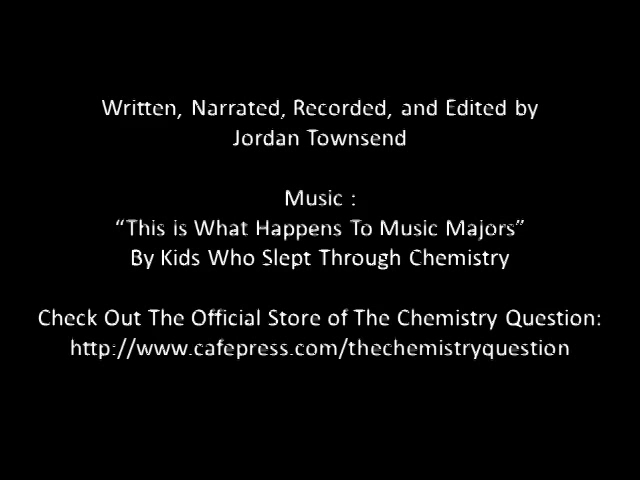 Written, Narrated, Recorded, and Edited by
Jordan Townsend
Music :
“This is What Happens To Music Majors”
By Kids Who Slept Through Chemistry
Check Out The Official Store of The Chemistry Question:
http://www.cafepress.com/thechemistryquestion